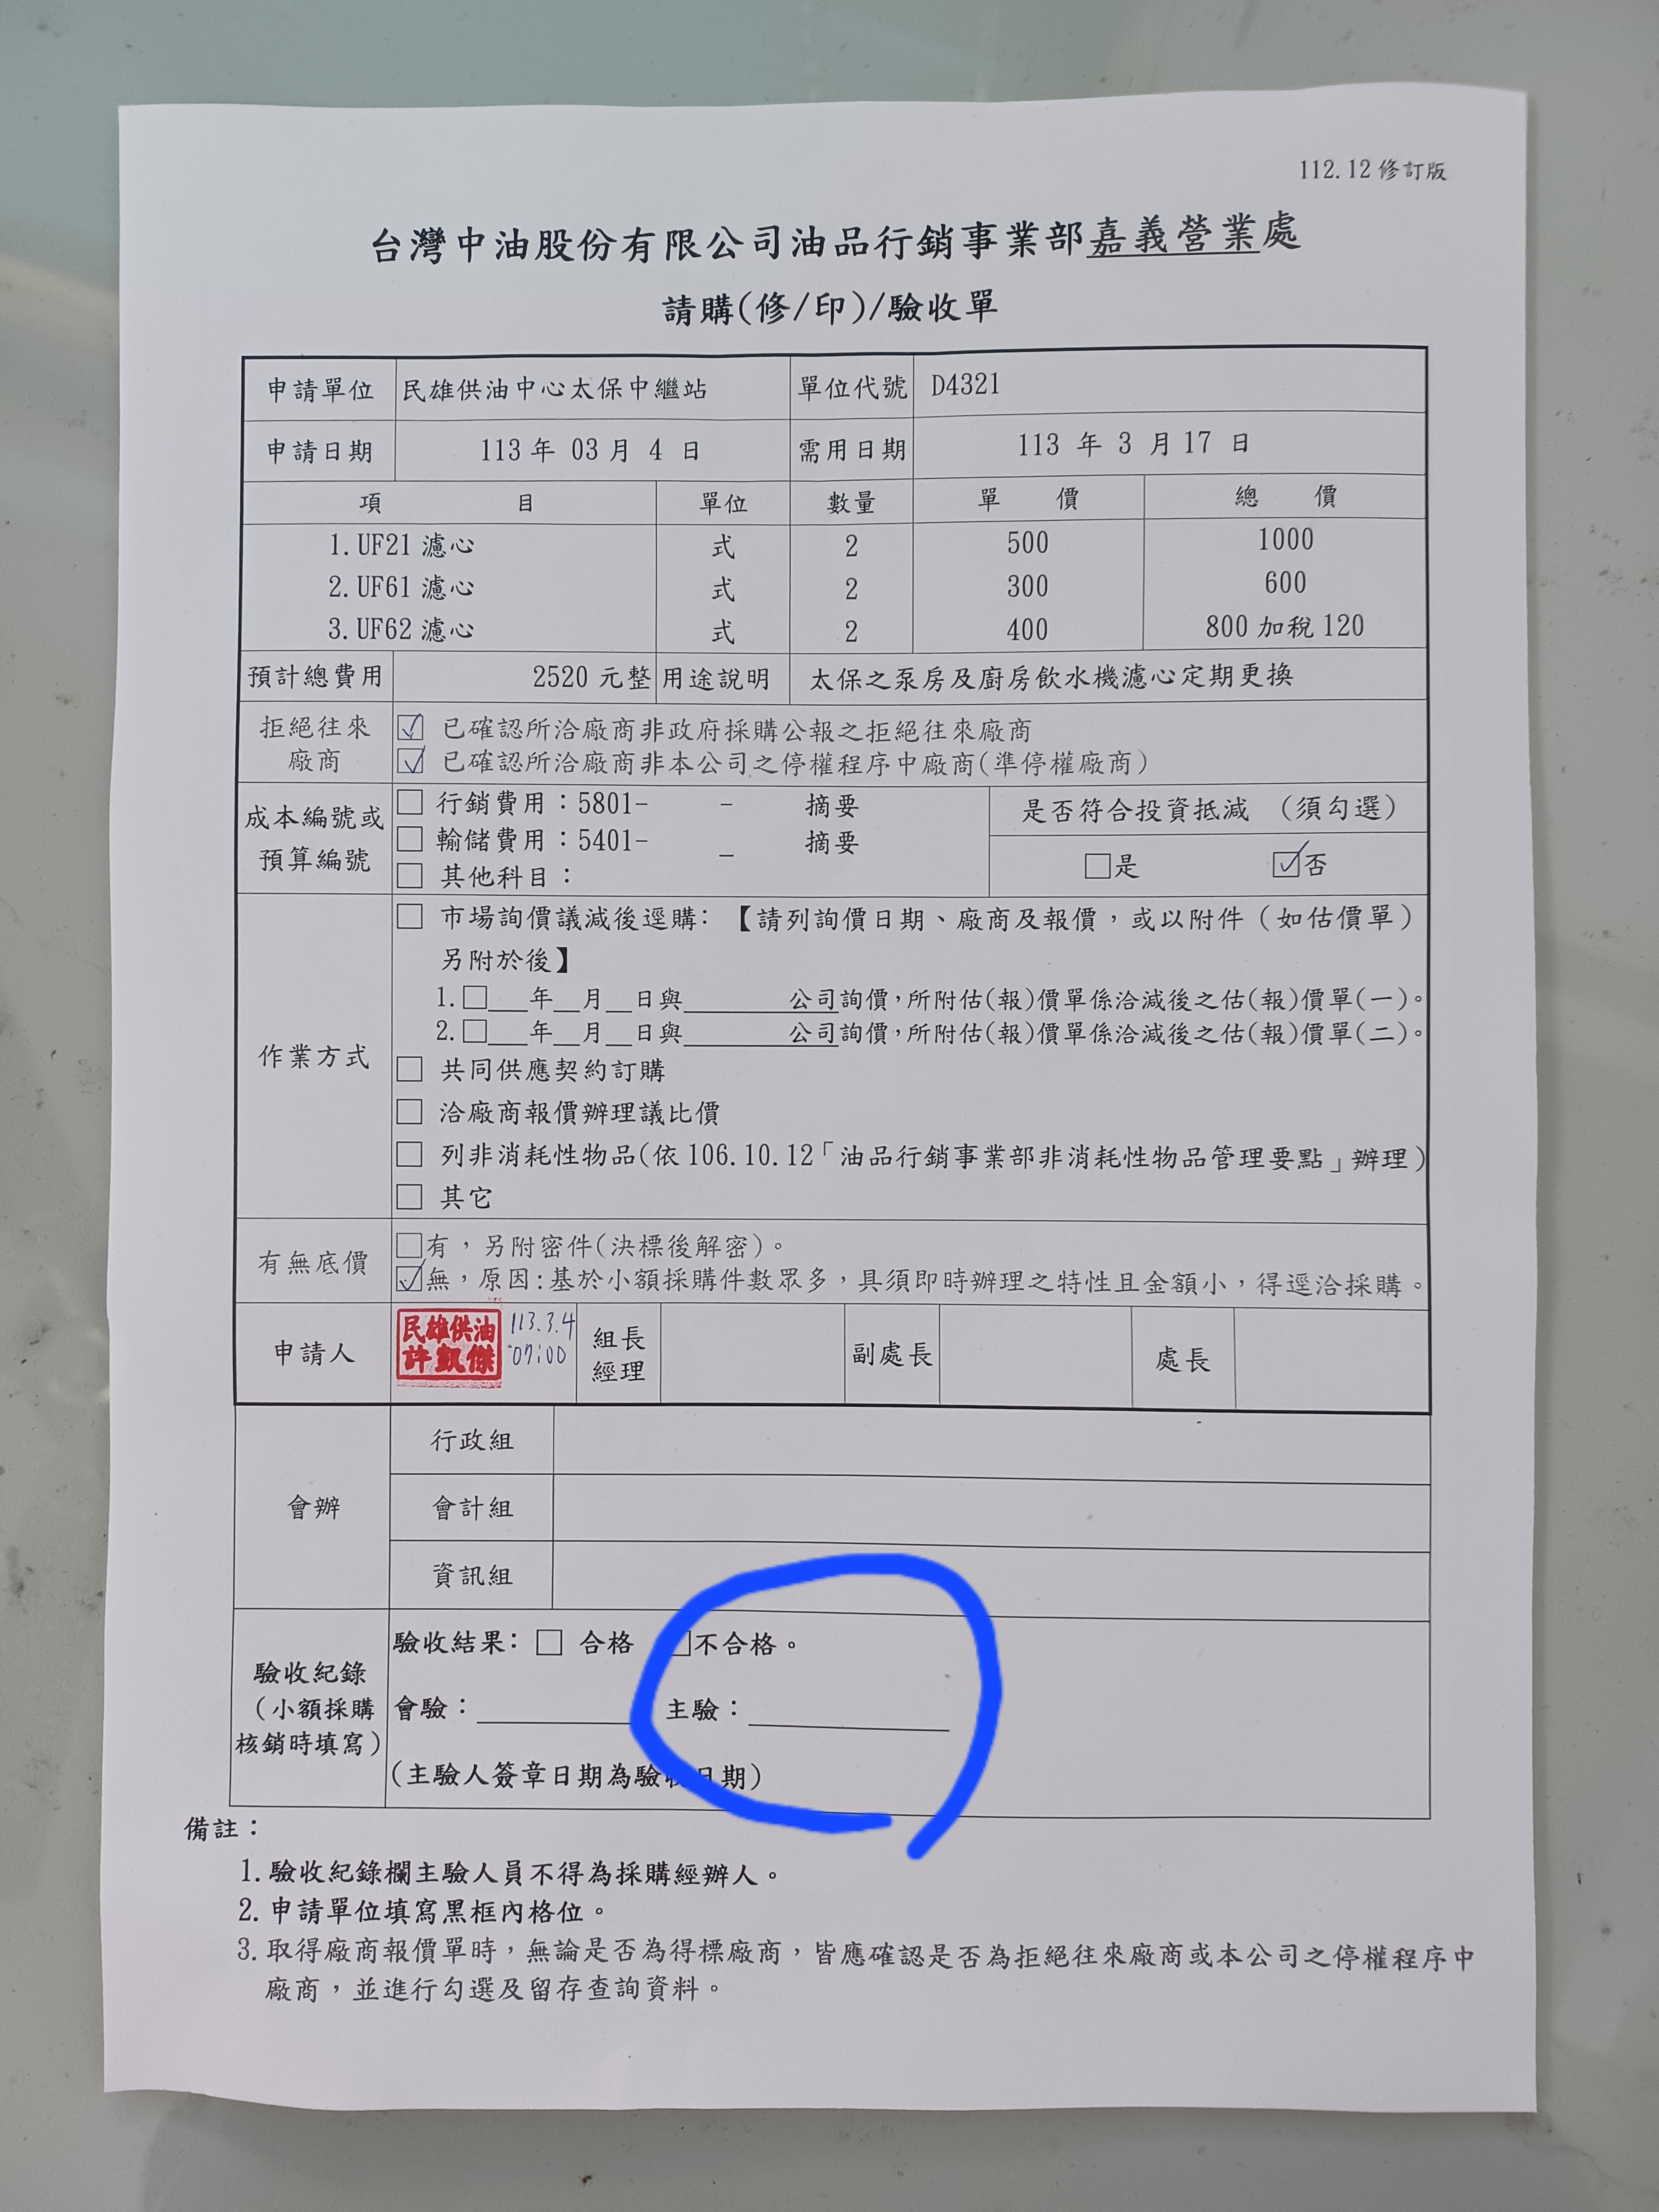 112.12 修訂版
台灣中油股份有限公司油品行銷事業部嘉義營業處
請購(修/印)/驗收單
申請單位 民雄供油中心太保中繼站 單位代號 D4321
申請日期 113 年 03 月 4 日 需用日期 113 年 3 月 17 日
項 目 單位 數量 單 價 總 價
1. UF21 濾心 式 2 500 1000
2. UF61 濾心 式 2 300 600
3. UF62 濾心 式 2 400 800 加稅 120
預計總費用 2520 元整 用途說明 太保之泵房及廚房飲水機濾心定期更換
拒絕往來廠商
☑ 已確認所洽廠商非政府採購公報之拒絕往來廠商
☑ 已確認所洽廠商非本公司之停權程序中廠商(準停權廠商)
成本編號或
預算編號
□ 行銷費用：5801- - 摘要
□ 輸儲費用：5401- - 摘要
□ 其他科目：
是否符合投資抵減 （須勾選）
□是 ☑否
作業方式
□ 市場詢價議減後逕購: 【請列詢價日期、廠商及報價，或以附件（如估價單）
另附於後】
1.□___年__月__日與______公司詢價，所附估(報)價單係洽減後之估(報)價單(一)。
2.□___年__月__日與______公司詢價，所附估(報)價單係洽減後之估(報)價單(二)。
□ 共同供應契約訂購
□ 洽廠商報價辦理議比價
□ 列非消耗性物品(依 106.10.12「油品行銷事業部非消耗性物品管理要點」辦理)
□ 其它
有無底價
□有，另附密件(決標後解密)。
☑無，原因:基於小額採購件數眾多，具須即時辦理之特性且金額小，得逕洽採購。
申請人
民雄供油
許凱傑
113.3.4
07:00
組長
經理
副處長
處長
會辦
行政組
會計組
資訊組
驗收紀錄
（小額採購
核銷時填寫）
驗收結果: □ 合格 □不合格。
會驗：______ 主驗：______
(主驗人簽章日期為驗收日期)
備註：
1. 驗收紀錄欄主驗人員不得為採購經辦人。
2. 申請單位填寫黑框內格位。
3. 取得廠商報價單時，無論是否為得標廠商，皆應確認是否為拒絕往來廠商或本公司之停權程序中
廠商，並進行勾選及留存查詢資料。